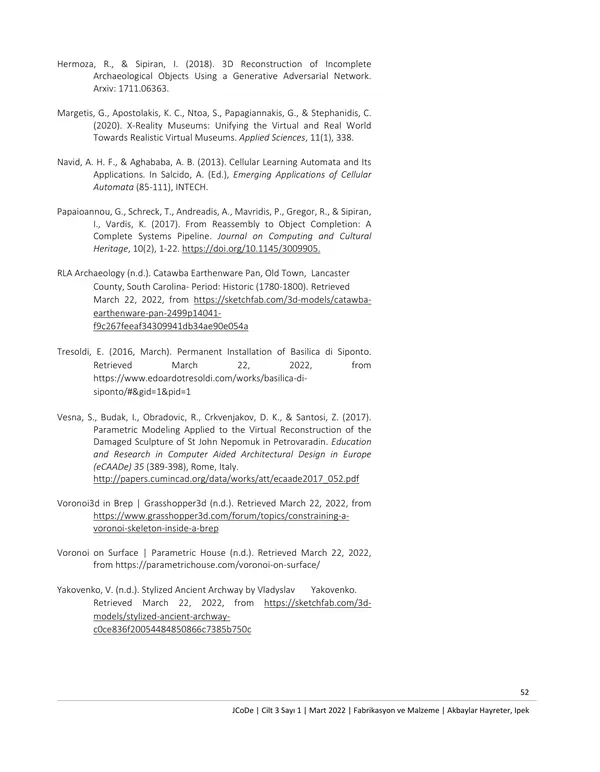 Hermoza, R., & Sipiran, I. (2018). 3D Reconstruction of Incomplete
Archaeological Objects Using a Generative Adversarial Network.
Arxiv: 1711.06363.
Margetis, G., Apostolakis, K. C., Ntoa, S., Papagiannakis, G., & Stephanidis, C.
(2020). X-Reality Museums: Unifying the Virtual and Real World
Towards Realistic Virtual Museums. Applied Sciences, 11(1), 338.
Navid, A. H. F., & Aghababa, A. B. (2013). Cellular Learning Automata and Its
Applications. In Salcido, A. (Ed.), Emerging Applications of Cellular
Automata (85-111), INTECH.
Papaioannou, G., Schreck, T., Andreadis, A., Mavridis, P., Gregor, R., & Sipiran,
I., Vardis, K. (2017). From Reassembly to Object Completion: A
Complete Systems Pipeline. Journal on Computing and Cultural
Heritage, 10(2), 1-22. https://doi.org/10.1145/3009905.
RLA Archaeology (n.d.). Catawba Earthenware Pan, Old Town, Lancaster
County, South Carolina- Period: Historic (1780-1800). Retrieved
March 22, 2022, from https://sketchfab.com/3d-models/catawba-
earthenware-pan-2499p14041-
f9c267feeaf34309941db34ae90e054a
Tresoldi, E. (2016, March). Permanent Installation of Basilica di Siponto.
Retrieved March 22, 2022, from
https://www.edoardotresoldi.com/works/basilica-di-
siponto/#&gid=1&pid=1
Vesna, S., Budak, I., Obradovic, R., Crkvenjakov, D. K., & Santosi, Z. (2017).
Parametric Modeling Applied to the Virtual Reconstruction of the
Damaged Sculpture of St John Nepomuk in Petrovaradin. Education
and Research in Computer Aided Architectural Design in Europe
(eCAADe) 35 (389-398), Rome, Italy.
http://papers.cumincad.org/data/works/att/ecaade2017_052.pdf
Voronoi3d in Brep | Grasshopper3d (n.d.). Retrieved March 22, 2022, from
https://www.grasshopper3d.com/forum/topics/constraining-a-
voronoi-skeleton-inside-a-brep
Voronoi on Surface | Parametric House (n.d.). Retrieved March 22, 2022,
from https://parametrichouse.com/voronoi-on-surface/
Yakovenko, V. (n.d.). Stylized Ancient Archway by Vladyslav Yakovenko.
Retrieved March 22, 2022, from https://sketchfab.com/3d-
models/stylized-ancient-archway-
c0ce836f20054484850866c7385b750c
52
JCoDe | Cilt 3 Sayı 1 | Mart 2022 | Fabrikasyon ve Malzeme | Akbaylar Hayreter, Ipek